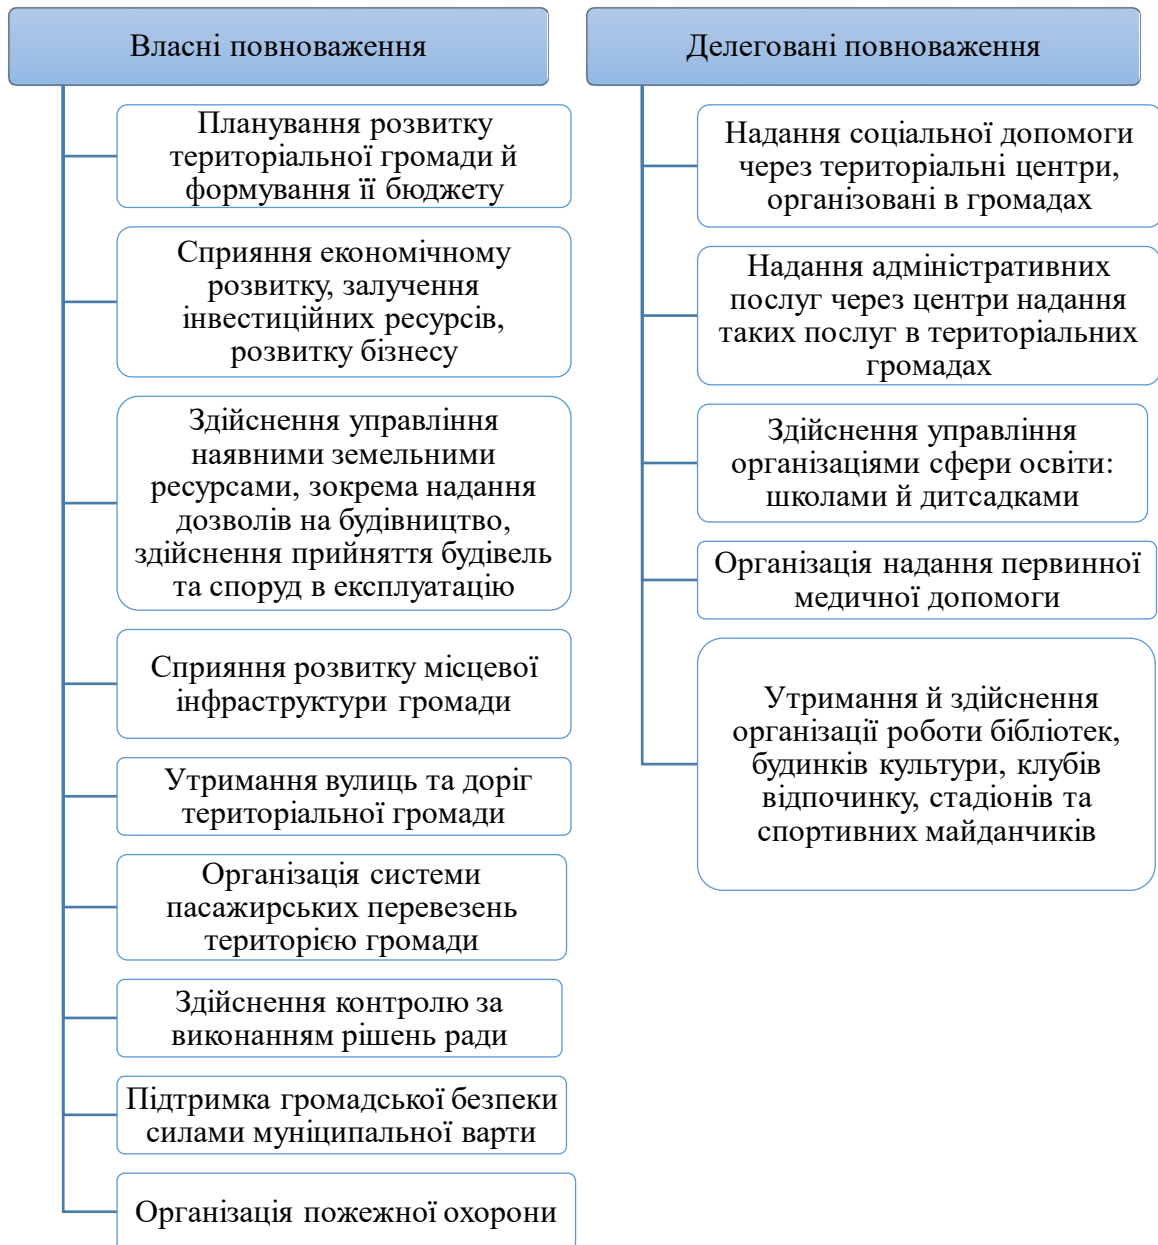 Власні повноваження
Планування розвитку
територіальної громади й
формування її бюджету
Сприяння економічному
розвитку, залучення
інвестиційних ресурсів,
розвитку бізнесу
Здійснення управління
наявними земельними
ресурсами, зокрема надання
дозволів на будівництво,
здійснення прийняття будівель
та споруд в експлуатацію
Сприяння розвитку місцевої
інфраструктури громади
Утримання вулиць та доріг
територіальної громади
Організація системи
пасажирських перевезень
територією громади
Здійснення контролю за
виконанням рішень ради
Підтримка громадської безпеки
силами муніципальної варти
Організація пожежної охорони
Делеговані повноваження
Надання соціальної допомоги
через територіальні центри,
організовані в громадах
Надання адміністративних
послуг через центри надання
таких послуг в територіальних
громадах
Здійснення управління
організаціями сфери освіти:
школами й дитсадками
Організація надання первинної
медичної допомоги
Утримання й здійснення
організації роботи бібліотек,
будинків культури, клубів
відпочинку, стадіонів та
спортивних майданчиків